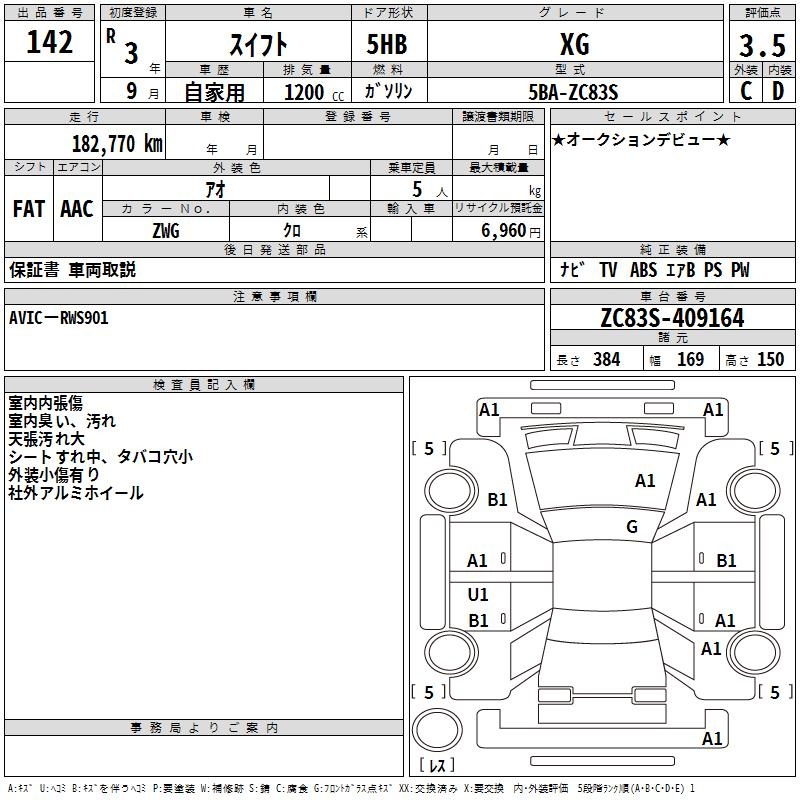 出品番号 初度登録 車名 ドア形状 グレード 評価点
142 R 3 年 スイフト 5HB XG 3.5
車歴 排気量 燃料 型式 外装 内装
9 月 自家用 1200 CC ガソリン 5BA-ZC83S C D
走行 車検 登録番号 譲渡書類期限 セールスポイント
182,770 km 年 月 月 日 ★オークションデビュー★
シフト エアコン 外装色 乗車定員 最大積載量
アオ 5 人 kg
FAT AAC カラーNo. 内装色 輸入車 リサイクル預託金
ZWG クロ 系 6,960円
後日発送部品 純正装備
保証書 車両取説 ナビ TV ABS エアB PS PW
注意事項欄 車台番号
AVICーRWS901 ZC83S-409164
諸元
長さ 384 幅 169 高さ 150
検査員記入欄
室内内張傷
室内臭い、汚れ
天張汚れ大
シートすれ中、タバコ穴小
外装小傷有り
社外アルミホイール
A1 A1
[ 5 ] [ 5 ]
A1
B1 A1
G
A1 B1
U1
B1 A1
A1
[ 5 ] [ 5 ]
A1
[ レス ]
事務局よりご案内
A:キズ U:ヘコミ B:キズを伴うヘコミ P:要塗装 W:補修跡 S:錆 C:腐食 G:フロントガラス点キズ XX:交換済み X:要交換 内・外装評価 5段階ランク順(A・B・C・D・E) 1